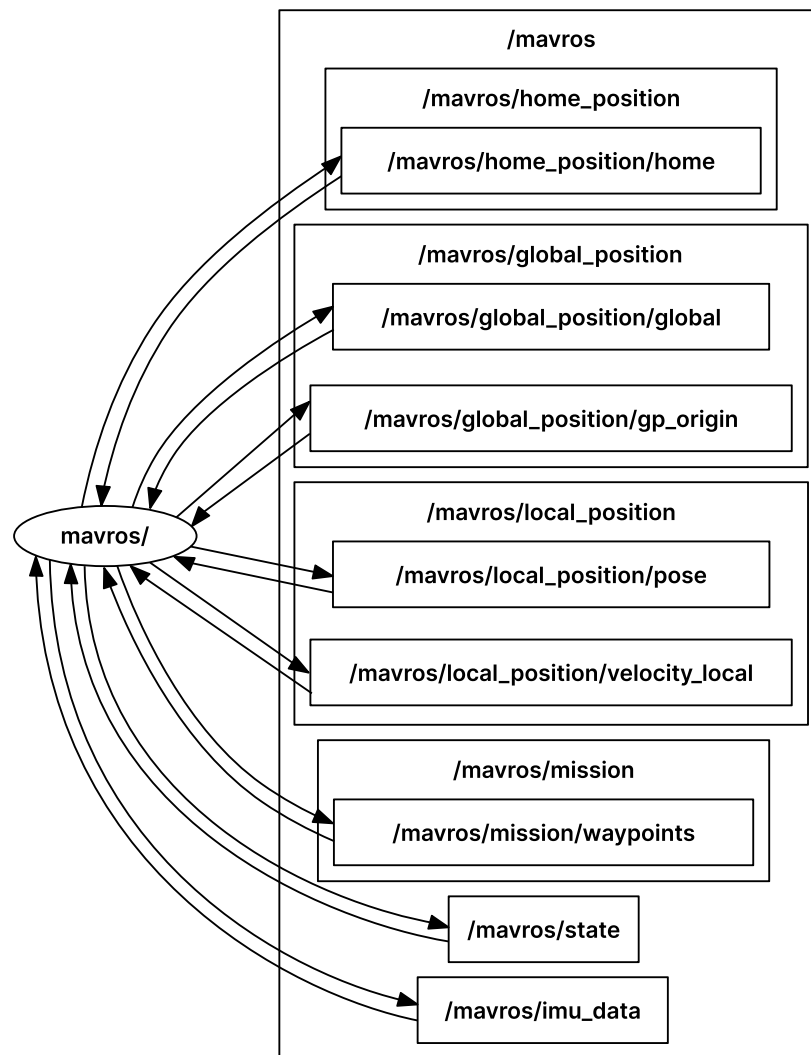 /mavros
/mavros/home_position
/mavros/home_position/home
/mavros/global_position
/mavros/global_position/global
/mavros/global_position/gp_origin
mavros/
/mavros/local_position
/mavros/local_position/pose
/mavros/local_position/velocity_local
/mavros/mission
/mavros/mission/waypoints
/mavros/state
/mavros/imu_data